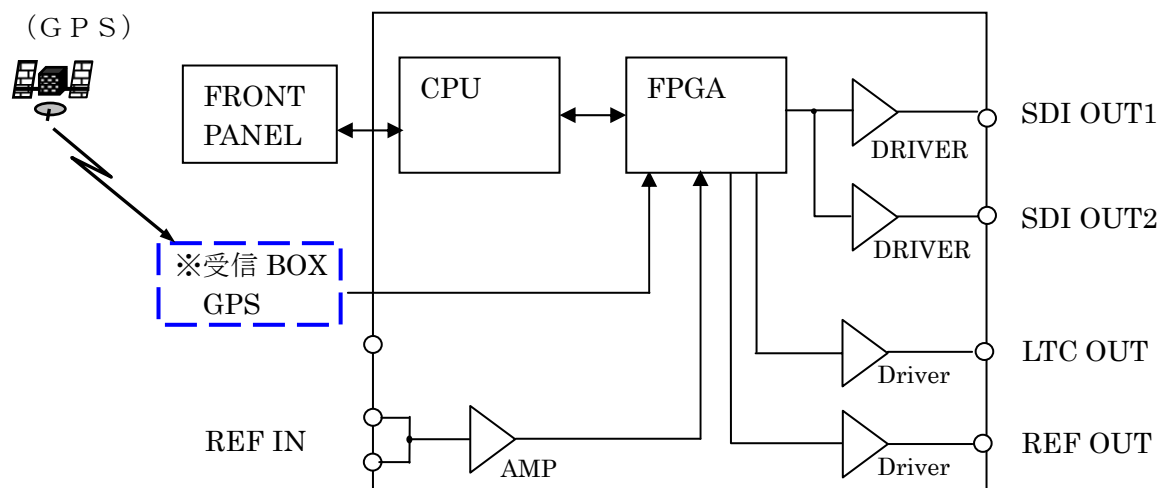 (ＧＰＳ)
FRONT
PANEL
CPU
FPGA
SDI OUT1
DRIVER
SDI OUT2
DRIVER
※受信 BOX
GPS
LTC OUT
Driver
REF IN
AMP
REF OUT
Driver